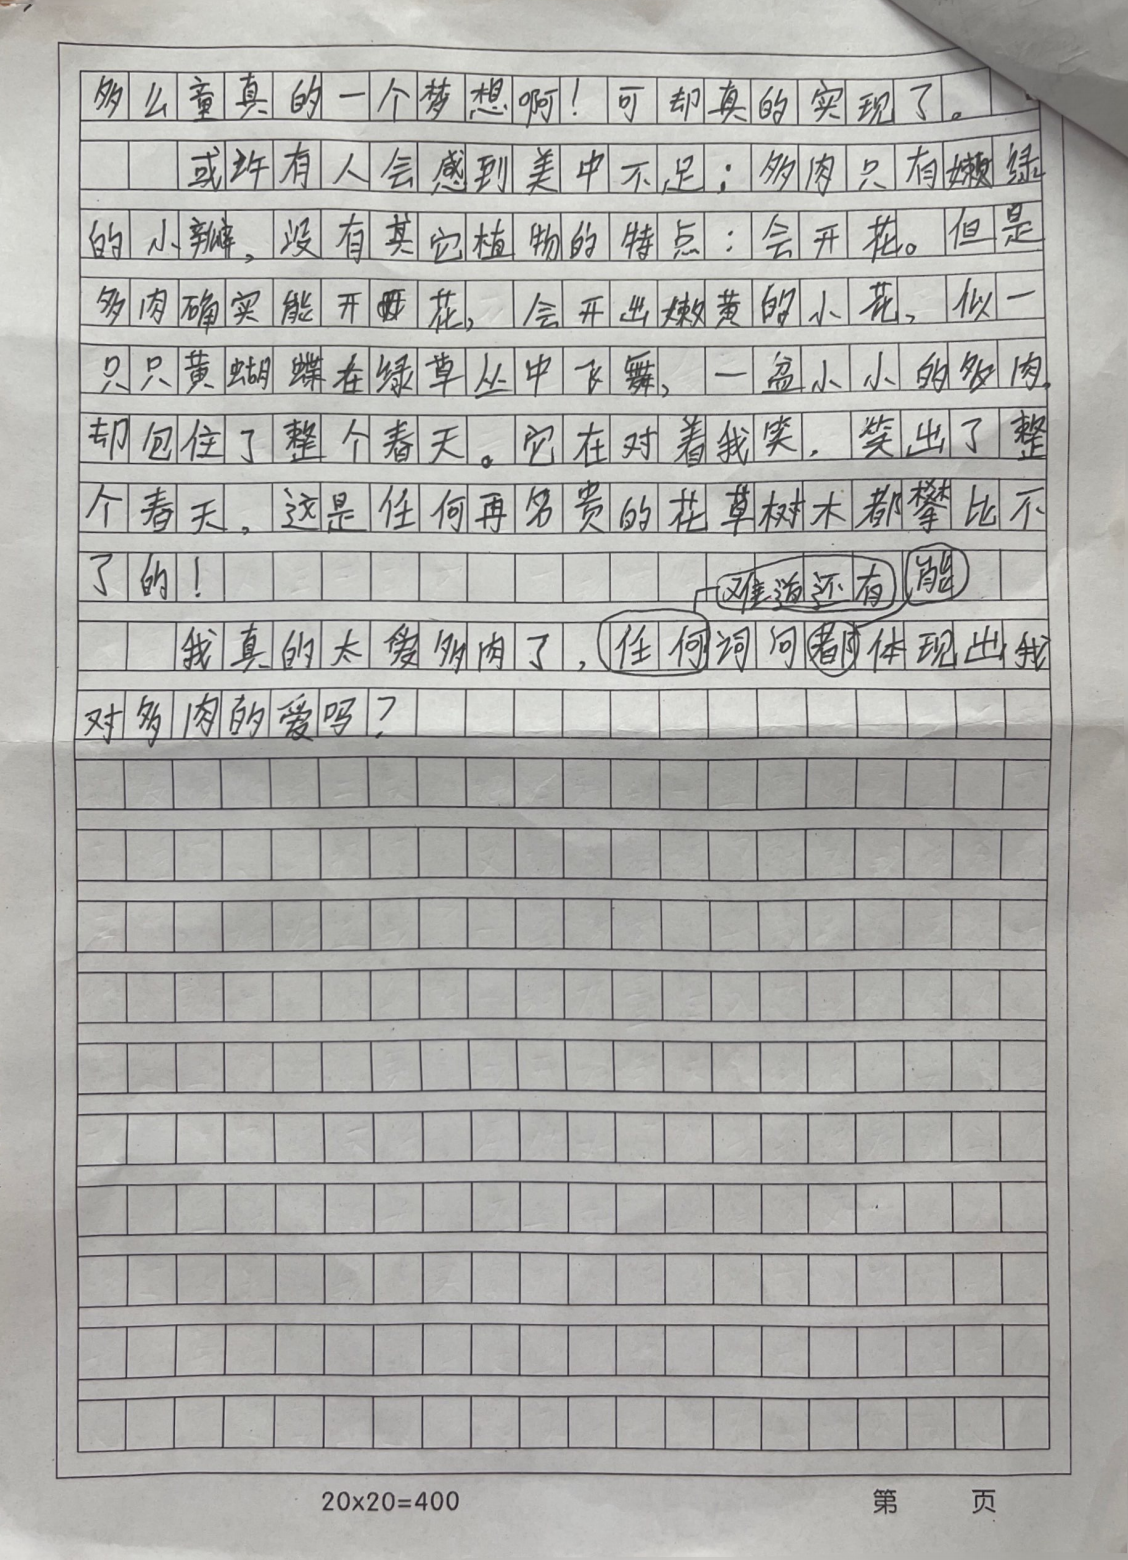 多么童真的一个梦想啊！可却真的实现了。
或许有人会感到美中不足：多肉只有嫩绿
的小瓣，没有其它植物的特点：会开花。但是
多肉确实能开花，会开出嫩黄的小花，似一
只只黄蝴蝶在绿草丛中飞舞，一盆小小的多肉，
却包住了整个春天。它在对着我笑，笑出了整
个春天，这是任何再名贵的花草树木都攀比不
了的！
难道还有 能
我真的太爱多肉了，任何词问都体现出我
对多肉的爱吗？
20×20=400 第 页